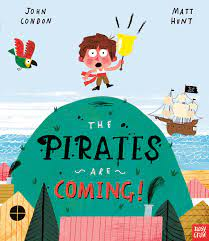 JOHN CONDON
MATT HUNT
THE
PIRATES
ARE
COMING!
nosy crow